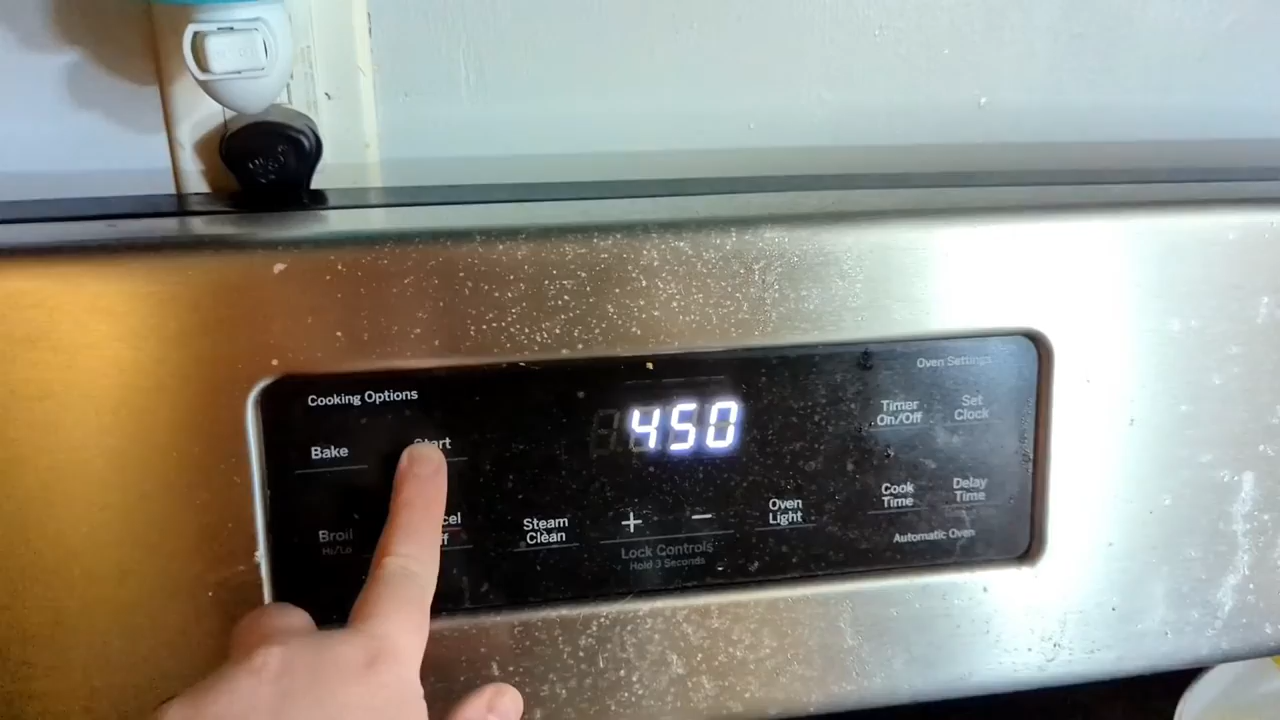 Cooking Options
Bake
Start
450
Oven Settings
Timer
On/Off
Set
Clock
Broil
Hi/Lo
Steam
Clean
+ -
Lock Controls
Hold 3 Seconds
Oven
Light
Cook
Time
Delay
Time
Automatic Oven